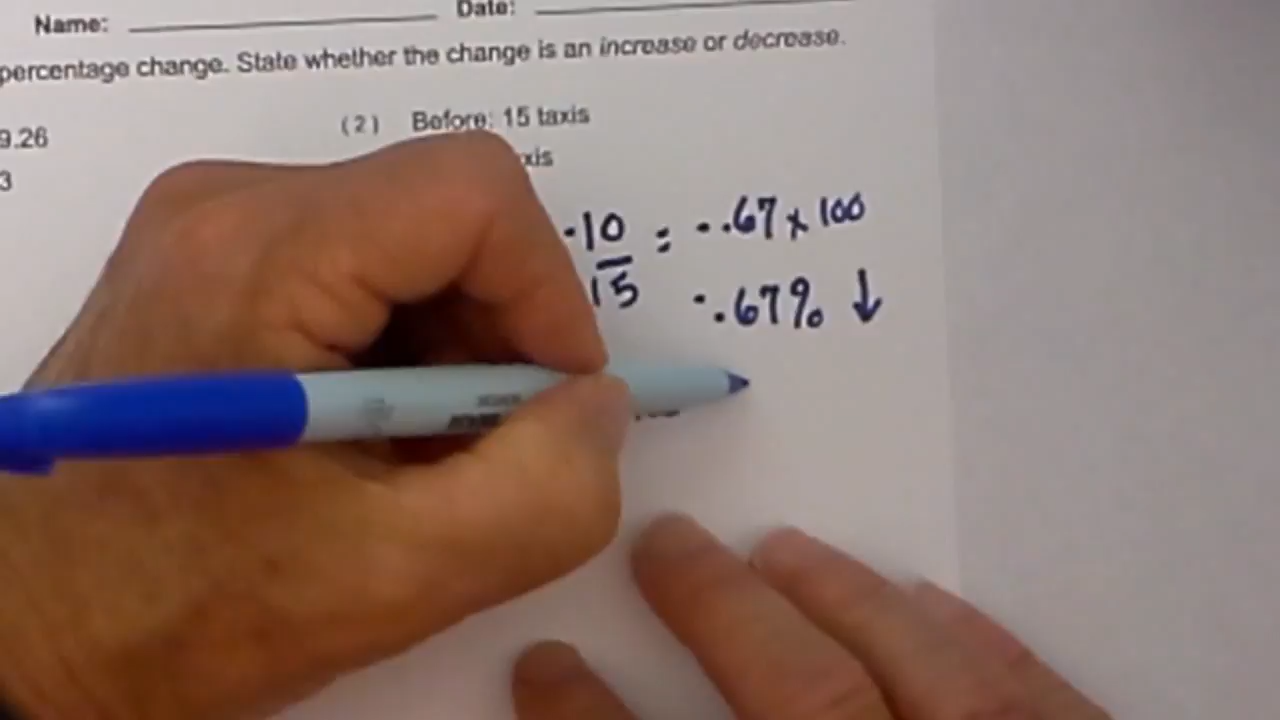 Name: Date:
percentage change. State whether the change is an increase or decrease.
9.26
3
(2) Before: 15 taxis
xis
-10
15
= -.67 x 100
-.67% ↓